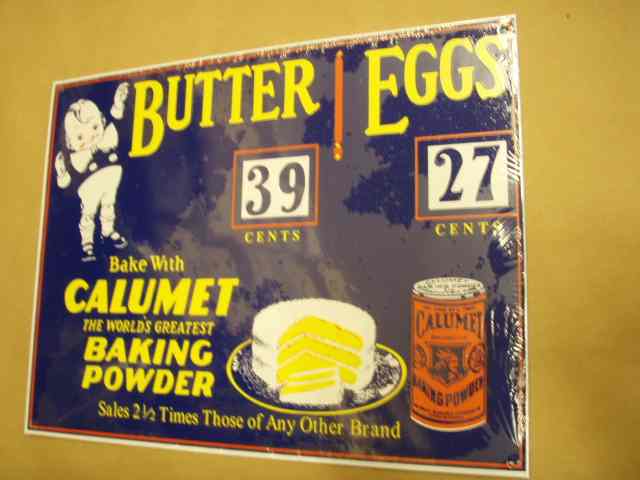 BUTTER EGGS
39 27
CENTS CENTS
Bake With
CALUMET
THE WORLD'S GREATEST
BAKING
POWDER
Sales 2½ Times Those of Any Other Brand
CALUMET
BAKING POWDER